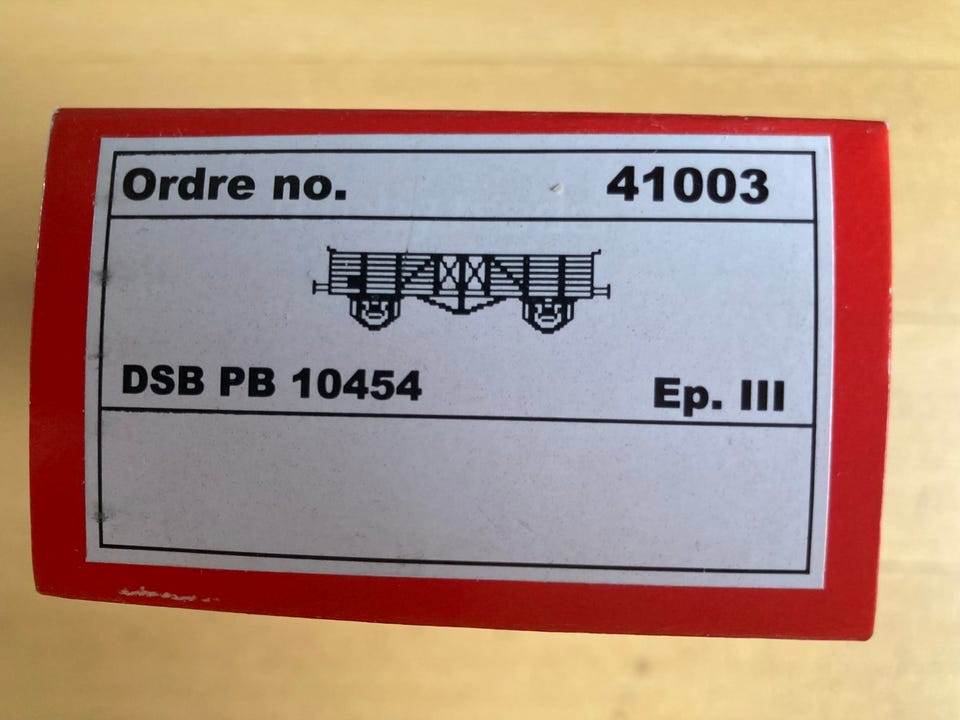 Ordre no. 41003
DSB PB 10454 Ep. III